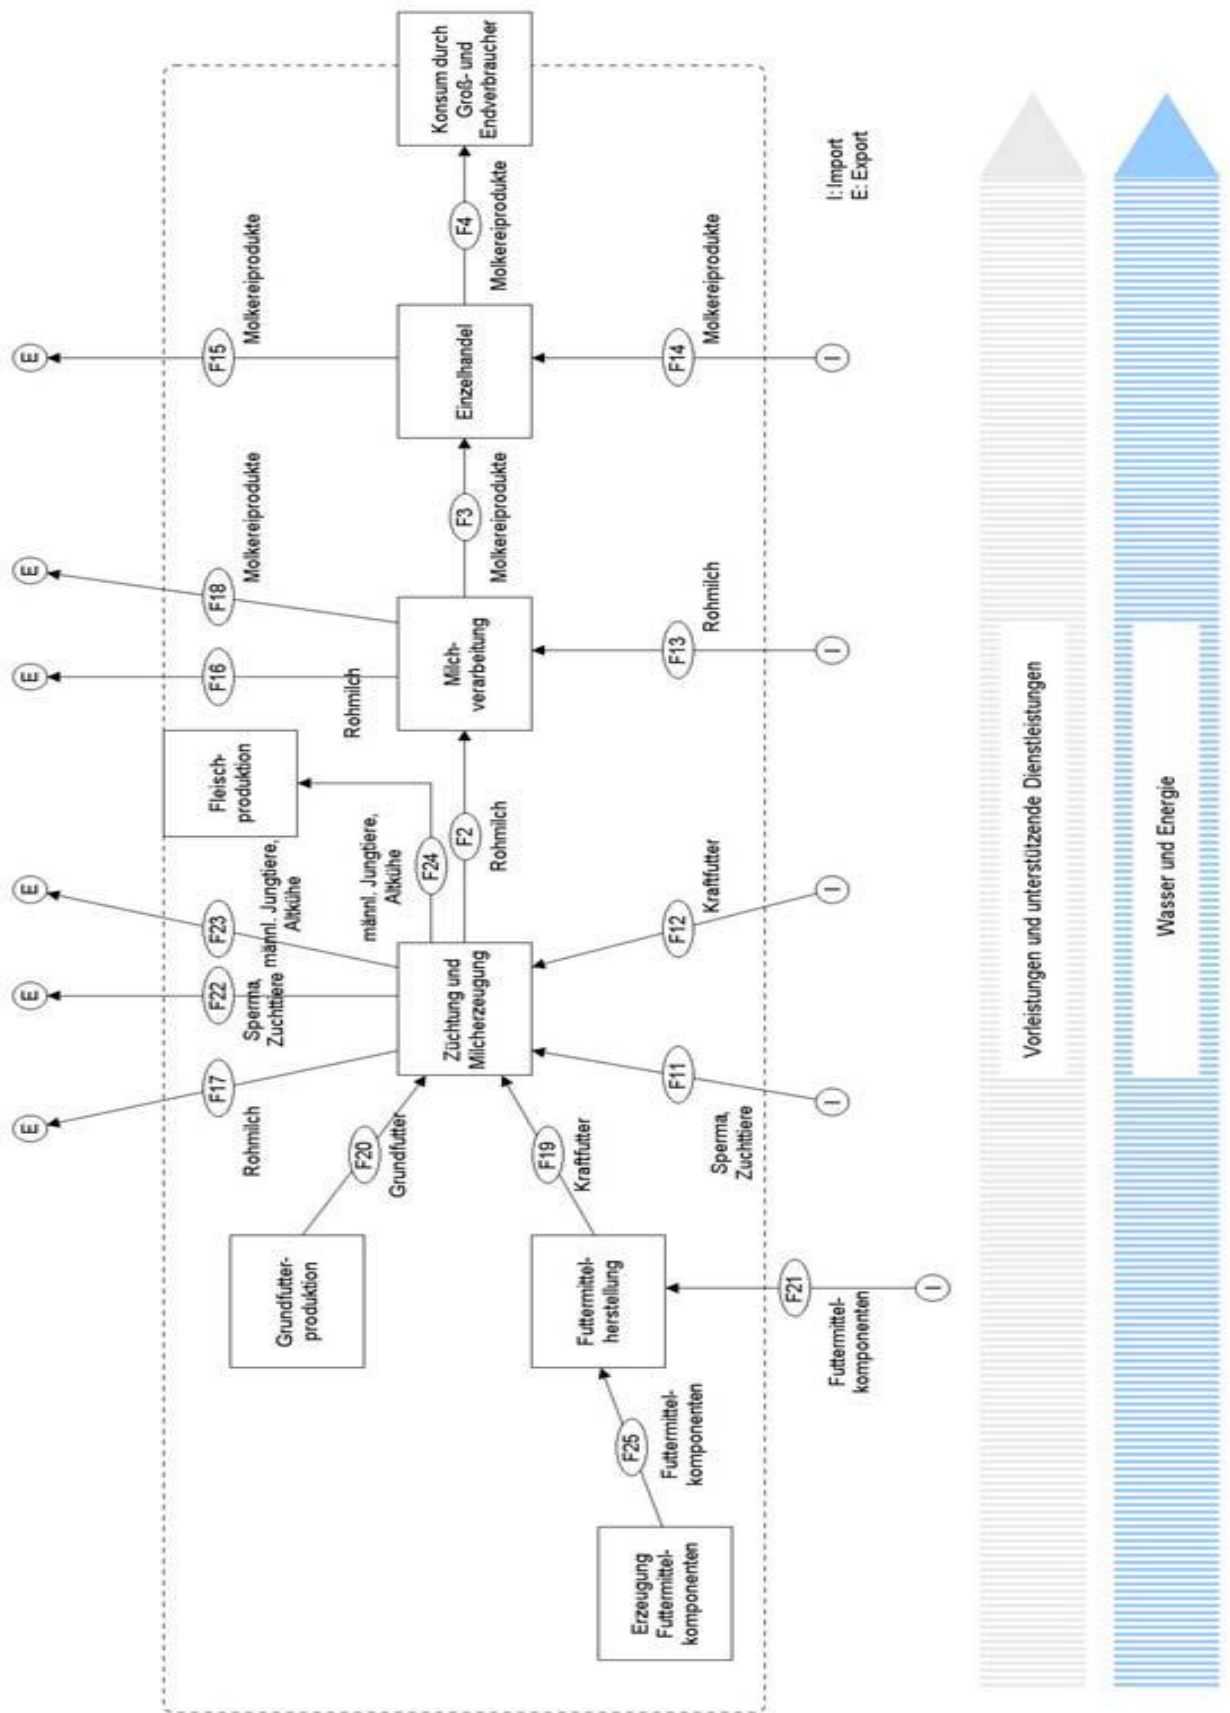 E
E
E
E
E
E
F17
Rohmilch
F22
Sperma,
Zuchttiere
F23
männl. Jungtiere,
Altkühe
Fleisch-
produktion
F16
Rohmilch
F18
Molkereiprodukte
F15
Molkereiprodukte
Grundfutter-
produktion
F20
Grundfutter
männl. Jungtiere,
Altkühe
F24
Züchtung und
Milcherzeugung
F2
Rohmilch
Milch-
verarbeitung
F3
Molkereiprodukte
Einzelhandel
F4
Molkereiprodukte
Konsum durch
Groß- und
Endverbraucher
Erzeugung
Futtermittel-
komponenten
F25
Futtermittel-
komponenten
Futtermittel-
herstellung
F19
Kraftfutter
F11
Sperma,
Zuchttiere
F12
Kraftfutter
F13
Rohmilch
F14
Molkereiprodukte
F21
Futtermittel-
komponenten
I
I
I
I
I
I: Import
E: Export
Vorleistungen und unterstützende Dienstleistungen
Wasser und Energie